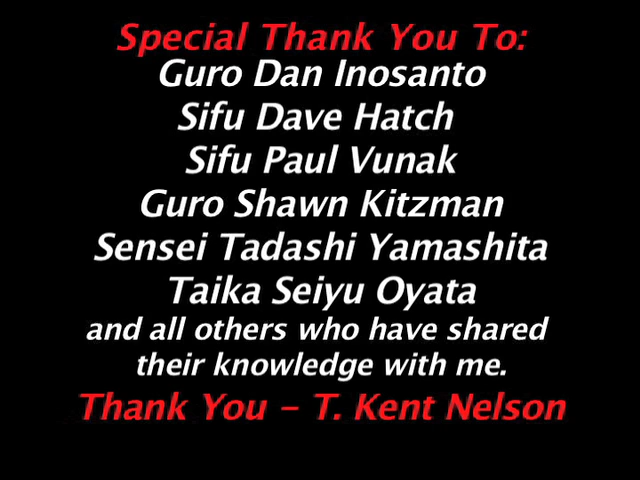 Special Thank You To:
Guro Dan Inosanto
Sifu Dave Hatch
Sifu Paul Vunak
Guro Shawn Kitzman
Sensei Tadashi Yamashita
Taika Seiyu Oyata
and all others who have shared
their knowledge with me.
Thank You - T. Kent Nelson